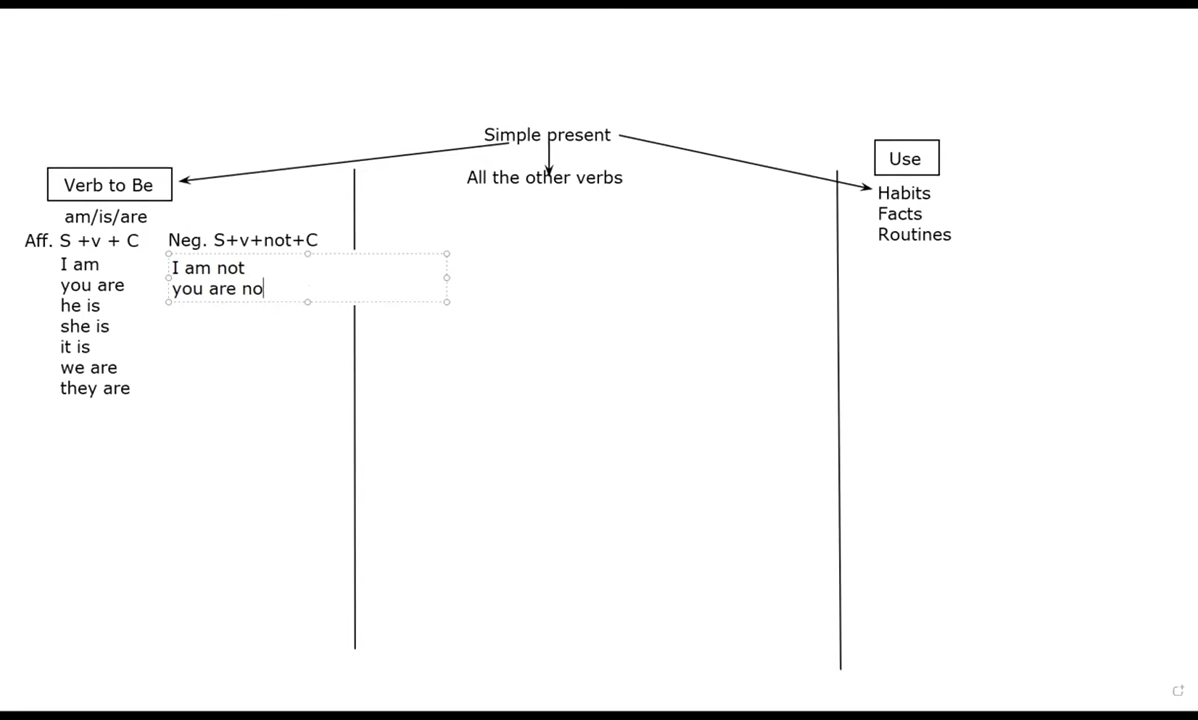 Simple present
Verb to Be
am/is/are
Aff. S +v + C
I am
you are
he is
she is
it is
we are
they are
Neg. S+v+not+C
I am not
you are no
All the other verbs
Use
Habits
Facts
Routines